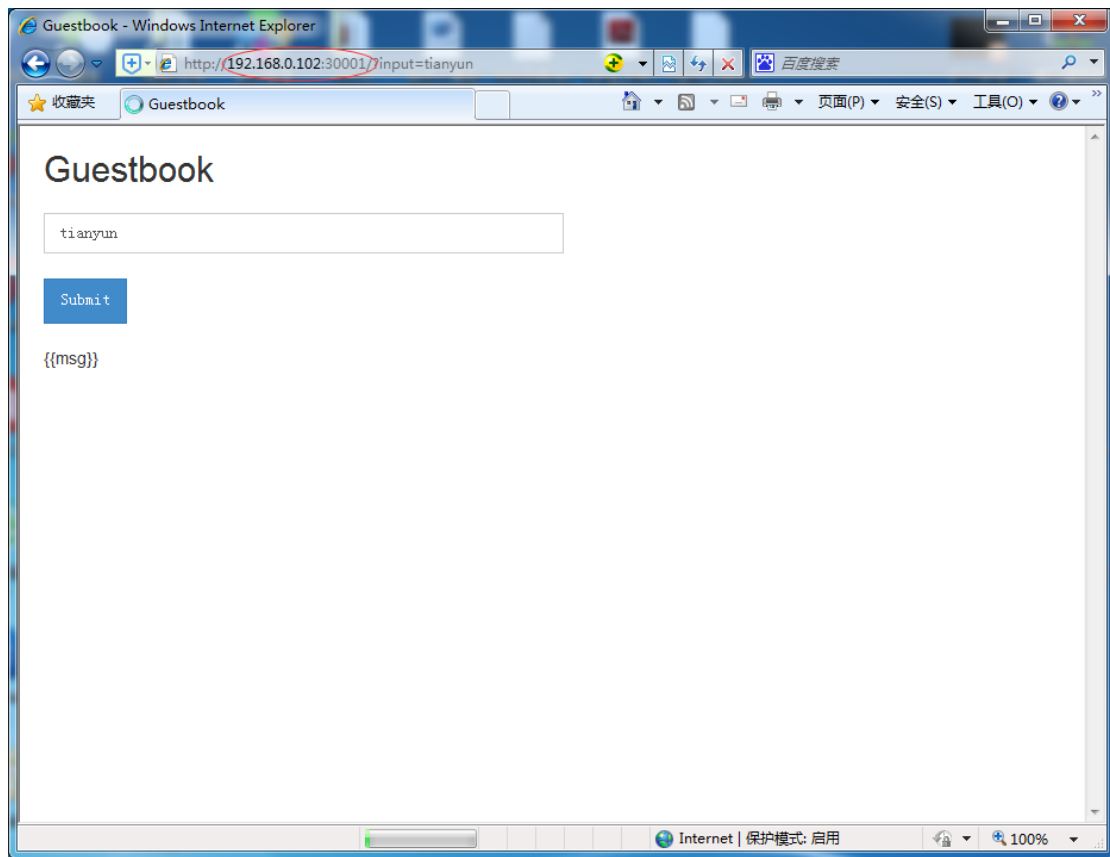 Guestbook - Windows Internet Explorer
http://192.168.0.102:30001/?input=tianyun
百度搜索
收藏夹
Guestbook
页面(P)
安全(S)
工具(O)
Guestbook
tianyun
Submit
{{msg}}
Internet | 保护模式: 启用
100%